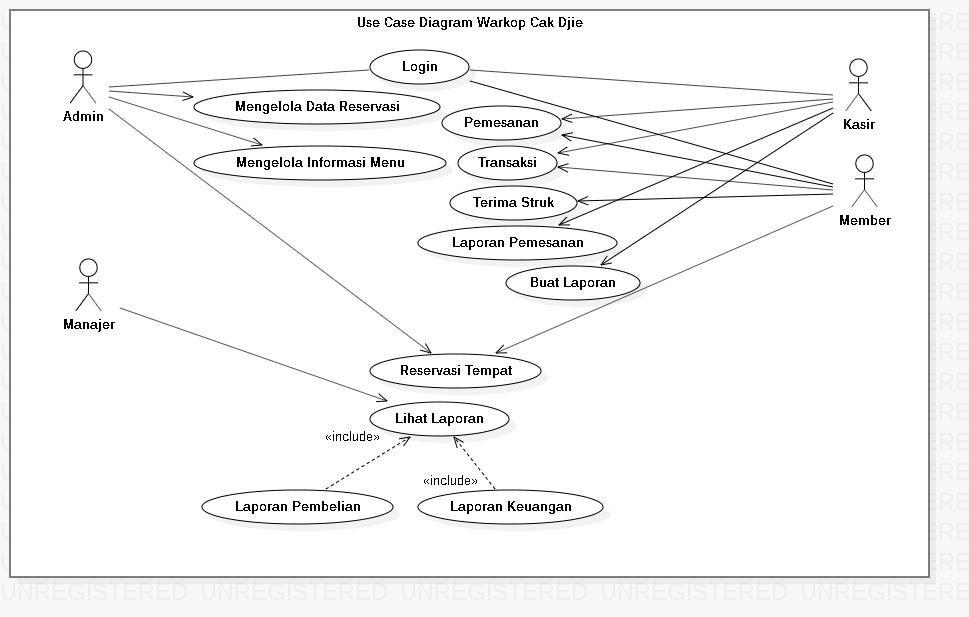 Use Case Diagram Warkop Cak Djie
Login
Admin
Mengelola Data Reservasi
Pemesanan
Kasir
Mengelola Informasi Menu
Transaksi
Terima Struk
Member
Laporan Pemesanan
Buat Laporan
Manajer
Reservasi Tempat
Lihat Laporan
«include»
«include»
Laporan Pembelian
Laporan Keuangan
UNREGISTERED UNREGISTERED UNREGISTERED UNREGISTERED UNREGISTERE